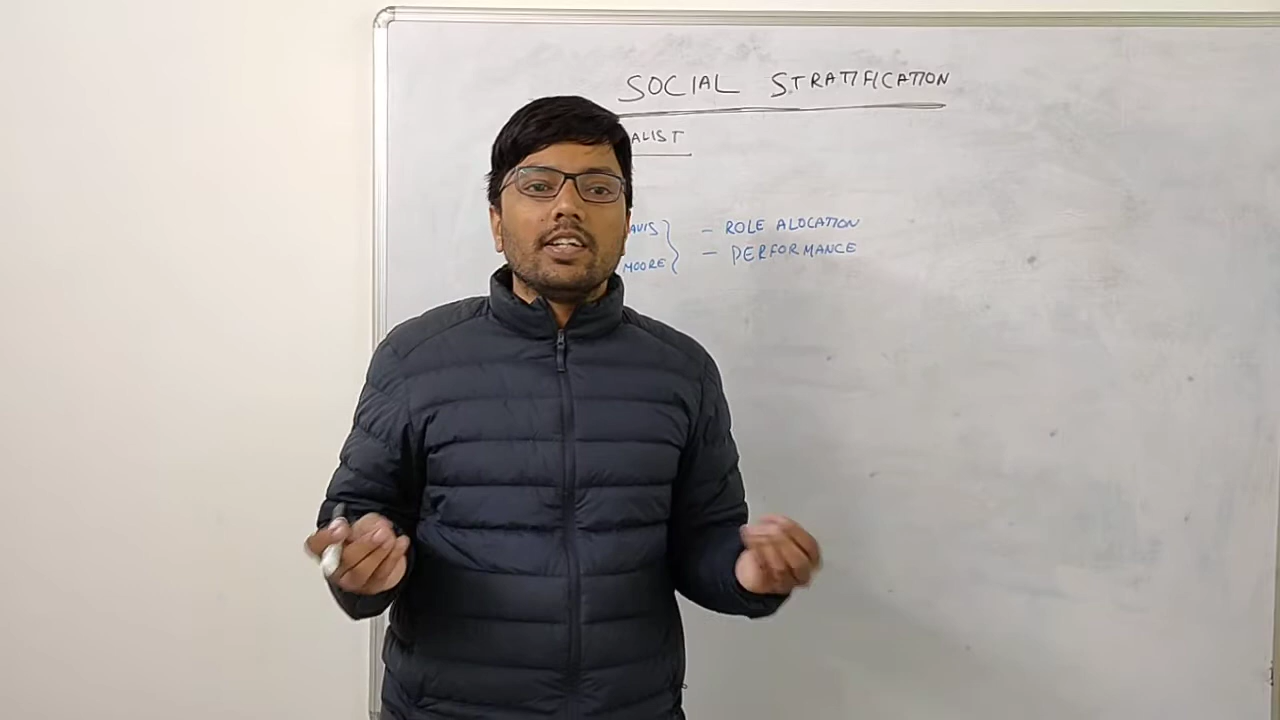 SOCIAL STRATIFICATION
ALIST
AVIS } - ROLE ALOCATION
MOORE } - PERFORMANCE